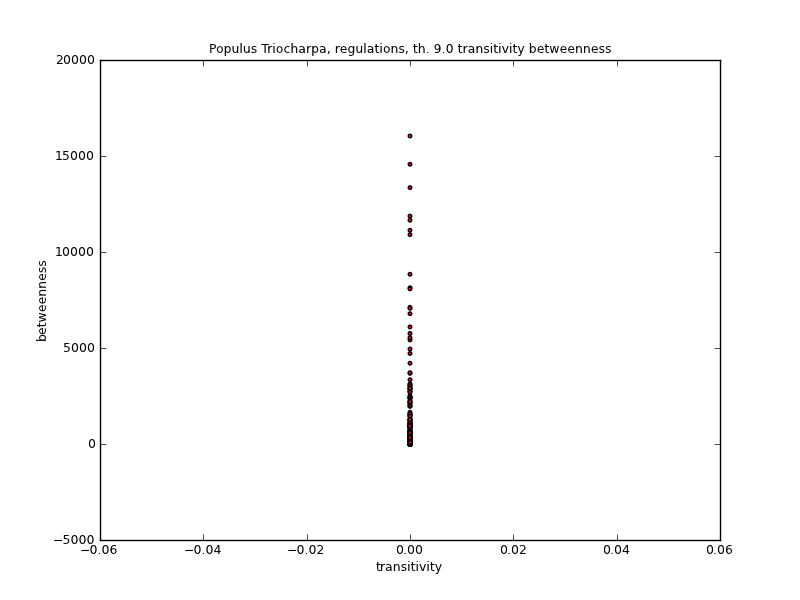 Populus Triocharpa, regulations, th. 9.0 transitivity betweenness
20000
15000
10000
5000
0
−5000
betweenness
−0.06 −0.04 −0.02 0.00 0.02 0.04 0.06
transitivity